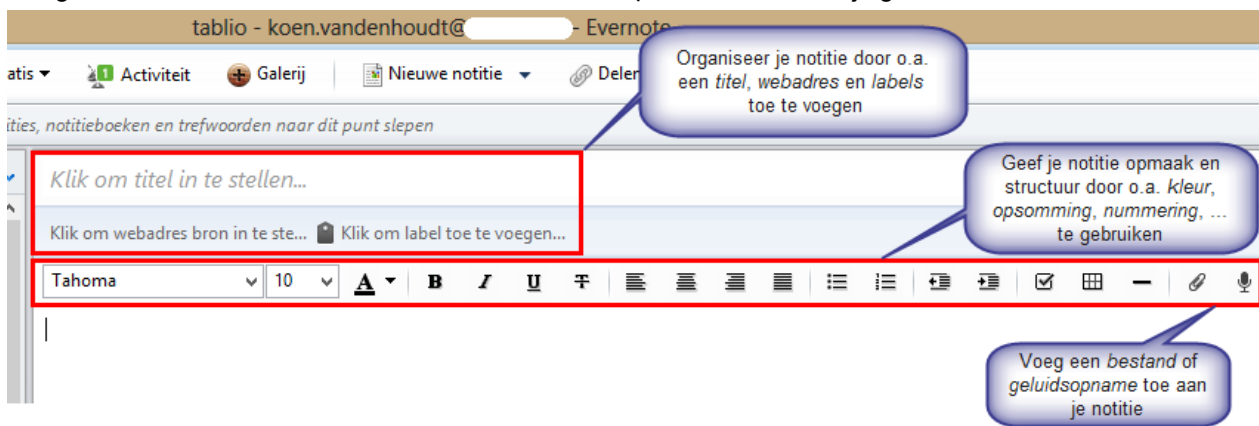 tablio - koen.vandenhoudt@ - Evernote
atis Activiteit Galerij Nieuwe notitie Delen
ities, notitieboeken en trefwoorden naar dit punt slepen
Organiseer je notitie door o.a.
een titel, webadres en labels
toe te voegen
Klik om titel in te stellen...
Klik om webadres bron in te ste... Klik om label toe te voegen...
Geef je notitie opmaak en
structuur door o.a. kleur,
opsomming, nummering, ...
te gebruiken
Tahoma 10 A B I U T
Voeg een bestand of
geluidsopname toe aan
je notitie